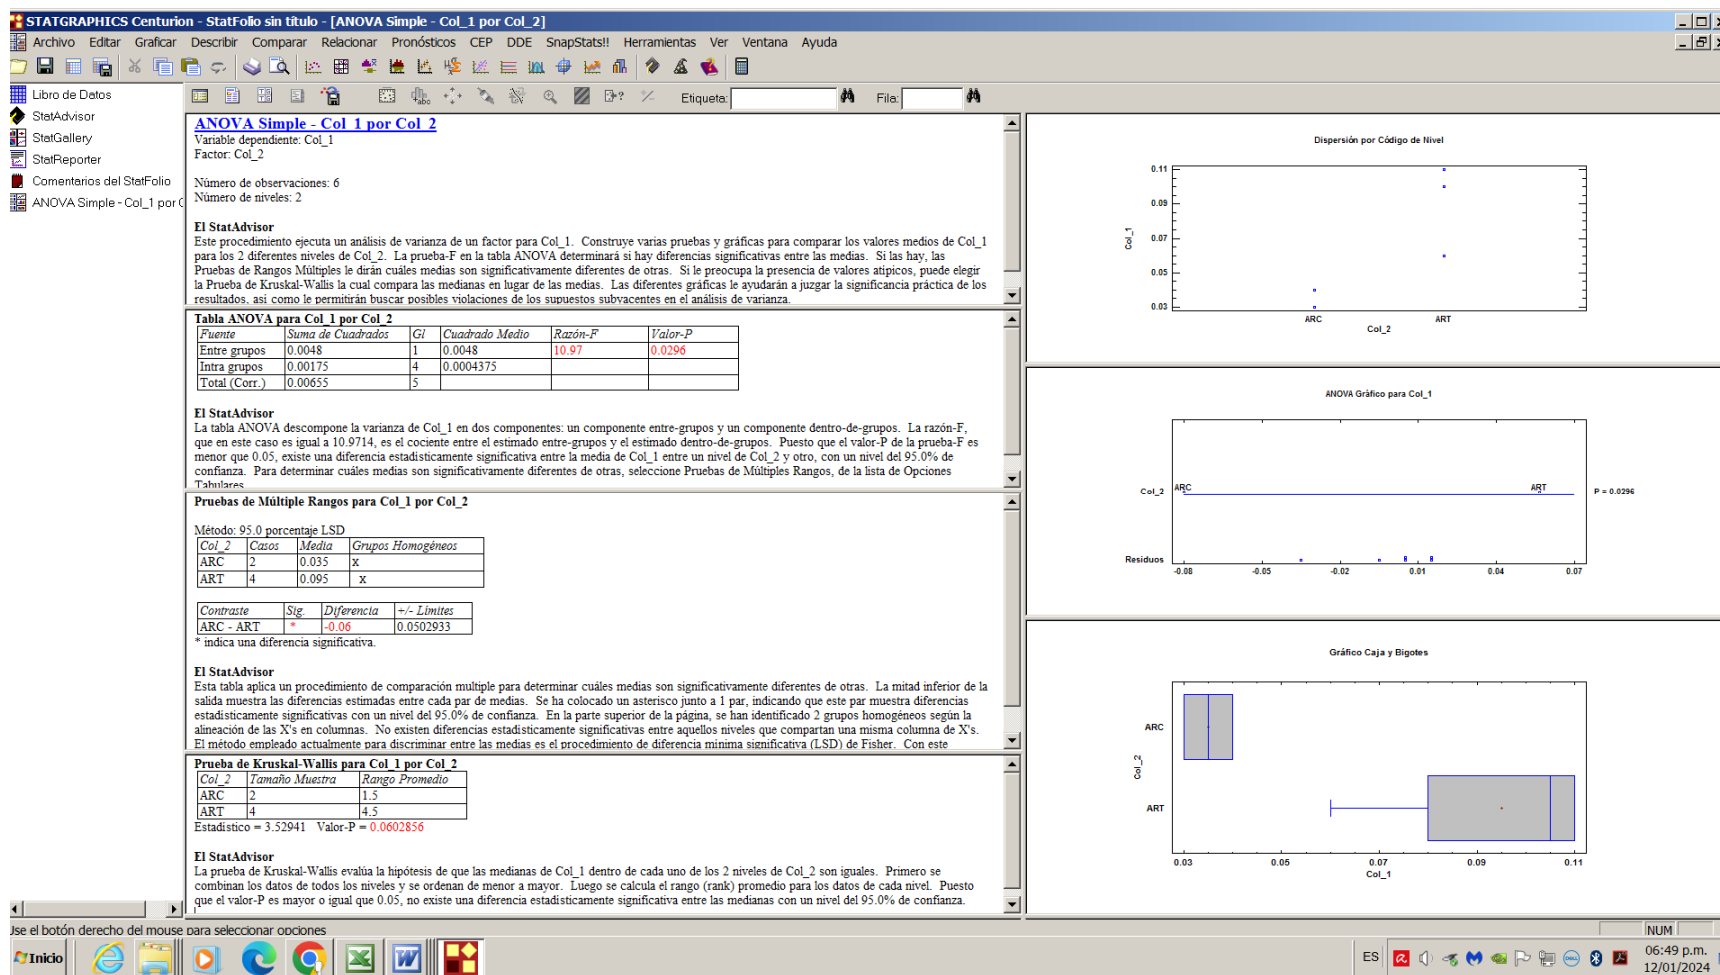 STATGRAPHICS Centurion - StatFolio sin título - [ANOVA Simple - Col_1 por Col_2]
Archivo Editar Graficar Describir Comparar Relacionar Pronósticos CEP DDE SnapStats!! Herramientas Ver Ventana Ayuda
Etiqueta: Fila:
Libro de Datos
StatAdvisor
StatGallery
StatReporter
Comentarios del StatFolio
ANOVA Simple - Col_1 por C
ANOVA Simple - Col_1 por Col_2
Variable dependiente: Col_1
Factor: Col_2
Número de observaciones: 6
Número de niveles: 2
El StatAdvisor
Este procedimiento ejecuta un análisis de varianza de un factor para Col_1. Construye varias pruebas y gráficas para comparar los valores medios de Col_1
para los 2 diferentes niveles de Col_2. La prueba-F en la tabla ANOVA determinará si hay diferencias significativas entre las medias. Si las hay, las
Pruebas de Rangos Múltiples le dirán cuáles medias son significativamente diferentes de otras. Si le preocupa la presencia de valores atípicos, puede elegir
la Prueba de Kruskal-Wallis la cual compara las medianas en lugar de las medias. Las diferentes gráficas le ayudarán a juzgar la significancia práctica de los
resultados, así como le permitirán buscar posibles violaciones de los supuestos subyacentes en el análisis de varianza.
Tabla ANOVA para Col_1 por Col_2
Fuente Suma de Cuadrados Gl Cuadrado Medio Razón-F Valor-P
Entre grupos 0.0048 1 0.0048 10.97 0.0296
Intra grupos 0.00175 4 0.0004375
Total (Corr.) 0.00655 5
El StatAdvisor
La tabla ANOVA descompone la varianza de Col_1 en dos componentes: un componente entre-grupos y un componente dentro-de-grupos. La razón-F,
que en este caso es igual a 10.9714, es el cociente entre el estimado entre-grupos y el estimado dentro-de-grupos. Puesto que el valor-P de la prueba-F es
menor que 0.05, existe una diferencia estadísticamente significativa entre la media de Col_1 entre un nivel de Col_2 y otro, con un nivel del 95.0% de
confianza. Para determinar cuáles medias son significativamente diferentes de otras, seleccione Pruebas de Múltiples Rangos, de la lista de Opciones
Tabulares.
Pruebas de Múltiple Rangos para Col_1 por Col_2
Método: 95.0 porcentaje LSD
Col_2 Casos Media Grupos Homogéneos
ARC 2 0.035 X
ART 4 0.095 X
Contraste Sig. Diferencia +/- Límites
ARC - ART * -0.06 0.0502933
* indica una diferencia significativa.
El StatAdvisor
Esta tabla aplica un procedimiento de comparación multiple para determinar cuáles medias son significativamente diferentes de otras. La mitad inferior de la
salida muestra las diferencias estimadas entre cada par de medias. Se ha colocado un asterisco junto a 1 par, indicando que este par muestra diferencias
estadísticamente significativas con un nivel del 95.0% de confianza. En la parte superior de la página, se han identificado 2 grupos homogéneos según la
alineación de las X's en columnas. No existen diferencias estadísticamente significativas entre aquellos niveles que compartan una misma columna de X's.
El método empleado actualmente para discriminar entre las medias es el procedimiento de diferencia mínima significativa (LSD) de Fisher. Con este
Prueba de Kruskal-Wallis para Col_1 por Col_2
Col_2 Tamaño Muestra Rango Promedio
ARC 2 1.5
ART 4 4.5
Estadístico = 3.52941 Valor-P = 0.0602856
El StatAdvisor
La prueba de Kruskal-Wallis evalúa la hipótesis de que las medianas de Col_1 dentro de cada uno de los 2 niveles de Col_2 son iguales. Primero se
combinan los datos de todos los niveles y se ordenan de menor a mayor. Luego se calcula el rango (rank) promedio para los datos de cada nivel. Puesto
que el valor-P es mayor o igual que 0.05, no existe una diferencia estadísticamente significativa entre las medianas con un nivel del 95.0% de confianza.
Dispersión por Código de Nivel
0.11
0.09
0.07
0.05
0.03
Col_1
ARC ART
Col_2
ANOVA Gráfico para Col_1
Col_2 ARC ART P = 0.0296
Residuos
-0.08 -0.05 -0.02 0.01 0.04 0.07
Gráfico Caja y Bigotes
ARC
Col_2
ART
0.03 0.05 0.07 0.09 0.11
Col_1
Jse el botón derecho del mouse para seleccionar opciones
NUM
Inicio
ES
06:49 p.m.
12/01/2024